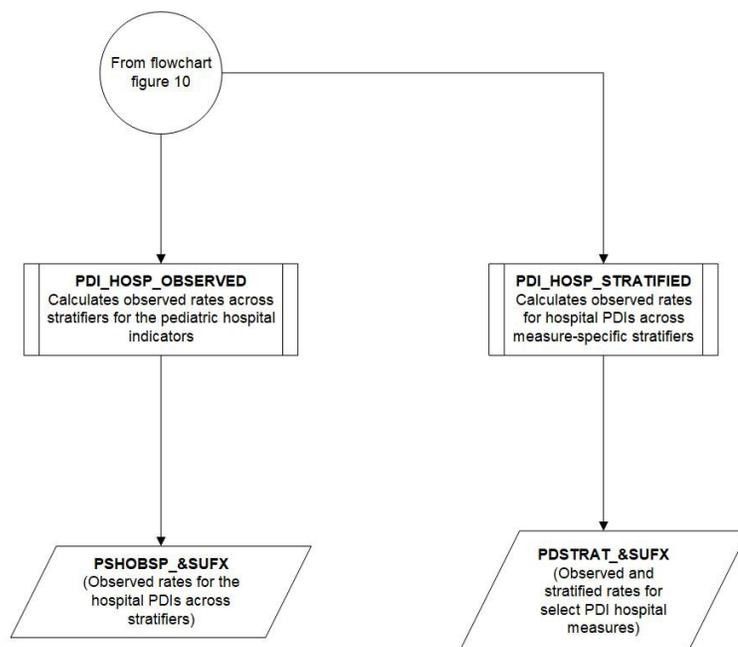 From flowchart
figure 10
PDI_HOSP_OBSERVED
Calculates observed rates across
stratifiers for the pediatric hospital
indicators
PDI_HOSP_STRATIFIED
Calculates observed rates
for hospital PDIs across
measure-specific stratifiers
PSHOBSP_&SUFX
(Observed rates for the
hospital PDIs across
stratifiers)
PDSTRAT_&SUFX
(Observed and
stratified rates for
select PDI hospital
measures)